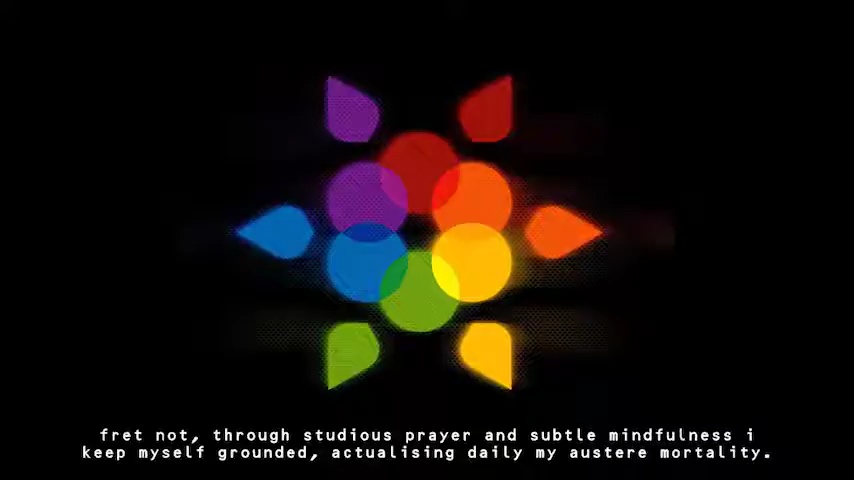 fret not, through studious prayer and subtle mindfulness i
keep myself grounded, actualising daily my austere mortality.